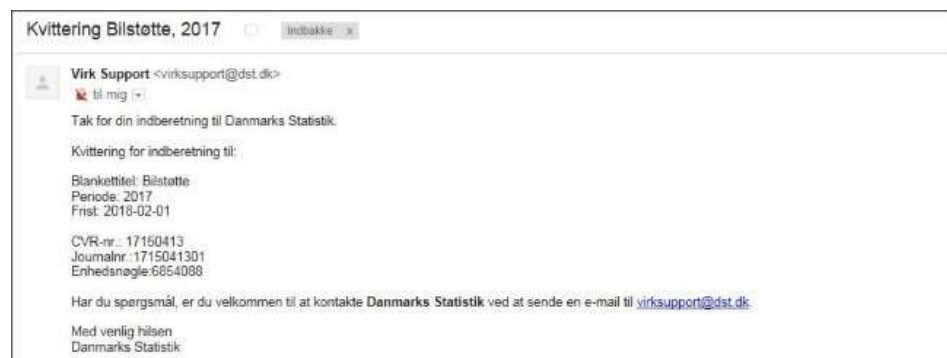 Kvittering Bilstøtte, 2017 Indbakke x
Virk Support <virksupport@dst.dk>
til mig
Tak for din indberetning til Danmarks Statistik.
Kvittering for indberetning til:
Blankettitel: Bilstøtte
Periode: 2017
Frist: 2018-02-01
CVR-nr.: 17150413
Journalnr.:1715041301
Enhedsnøgle:6854088
Har du spørgsmål, er du velkommen til at kontakte Danmarks Statistik ved at sende en e-mail til virksupport@dst.dk.
Med venlig hilsen
Danmarks Statistik